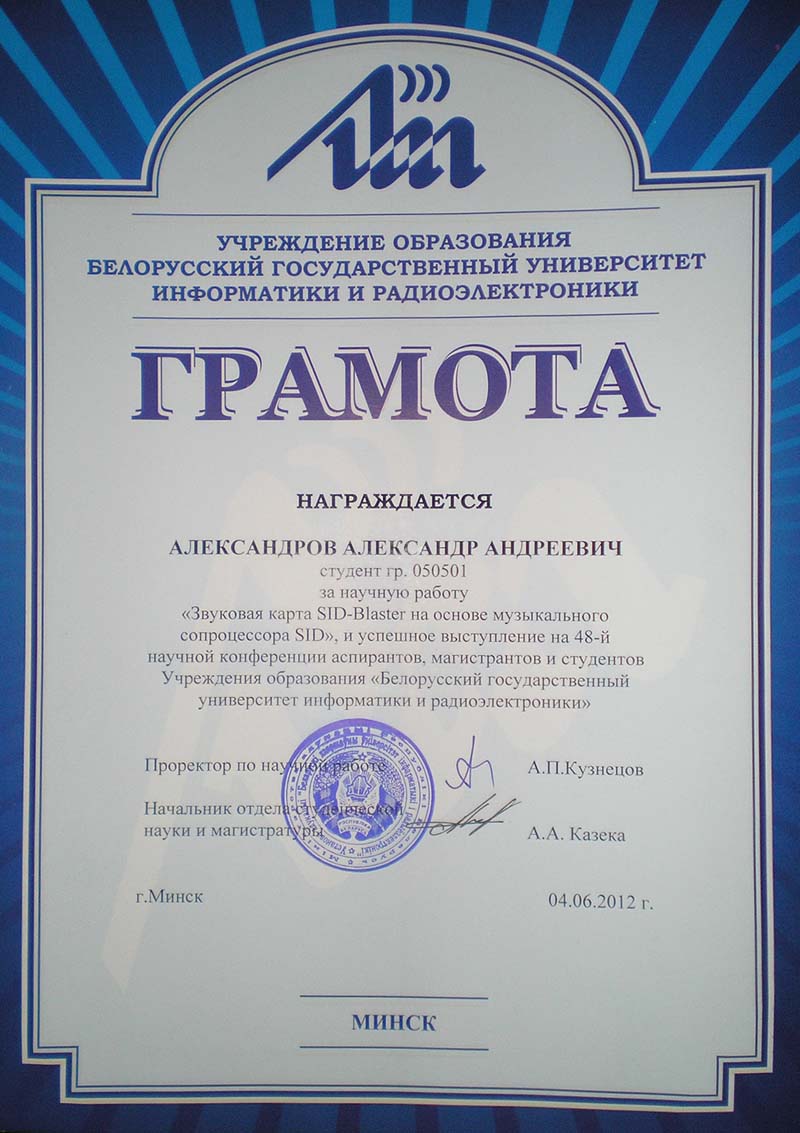 УЧРЕЖДЕНИЕ ОБРАЗОВАНИЯ
БЕЛОРУССКИЙ ГОСУДАРСТВЕННЫЙ УНИВЕРСИТЕТ
ИНФОРМАТИКИ И РАДИОЭЛЕКТРОНИКИ
ГРАМОТА
НАГРАЖДАЕТСЯ
АЛЕКСАНДРОВ АЛЕКСАНДР АНДРЕЕВИЧ
студент гр. 050501
за научную работу
«Звуковая карта SID-Blaster на основе музыкального
сопроцессора SID», и успешное выступление на 48-й
научной конференции аспирантов, магистрантов и студентов
Учреждения образования «Белорусский государственный
университет информатики и радиоэлектроники»
Проректор по научной работе
А.П.Кузнецов
Начальник отдела студенческой
науки и магистратуры
А.А. Казека
г.Минск
04.06.2012 г.
МИНСК